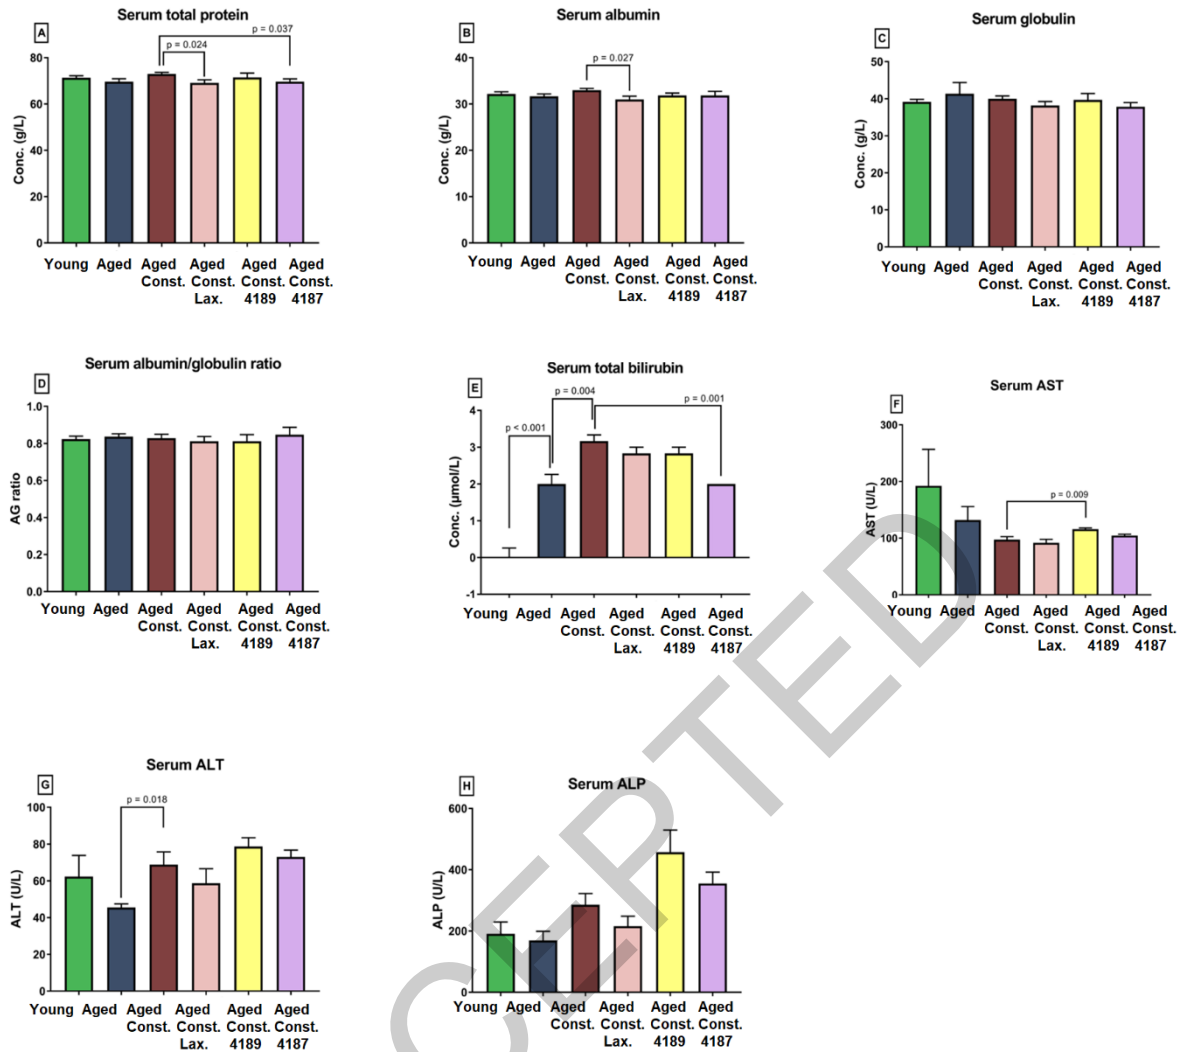 A
Serum total protein
p = 0.037
p = 0.024
Conc. (g/L)
80
60
40
20
0
Young Aged Aged Aged Aged Aged
Const. Const. Const. Const.
Lax. 4189 4187
B
Serum albumin
p = 0.027
Conc. (g/L)
40
30
20
10
0
Young Aged Aged Aged Aged Aged
Const. Const. Const. Const.
Lax. 4189 4187
C
Serum globulin
Conc. (g/L)
50
40
30
20
10
0
Young Aged Aged Aged Aged Aged
Const. Const. Const. Const.
Lax. 4189 4187
D
Serum albumin/globulin ratio
AG ratio
1.0
0.8
0.6
0.4
0.2
0.0
Young Aged Aged Aged Aged Aged
Const. Const. Const. Const.
Lax. 4189 4187
E
Serum total bilirubin
p = 0.004
p = 0.001
p < 0.001
Conc. (µmol/L)
4
3
2
1
0
-1
Young Aged Aged Aged Aged Aged
Const. Const. Const. Const.
Lax. 4189 4187
F
Serum AST
p = 0.009
AST (U/L)
300
200
100
0
Young Aged Aged Aged Aged Aged
Const. Const. Const. Const.
Lax. 4189 4187
G
Serum ALT
p = 0.018
ALT (U/L)
100
80
60
40
20
0
Young Aged Aged Aged Aged Aged
Const. Const. Const. Const.
Lax. 4189 4187
H
Serum ALP
ALP (U/L)
600
400
200
0
Young Aged Aged Aged Aged Aged
Const. Const. Const. Const.
Lax. 4189 4187
CEPTED